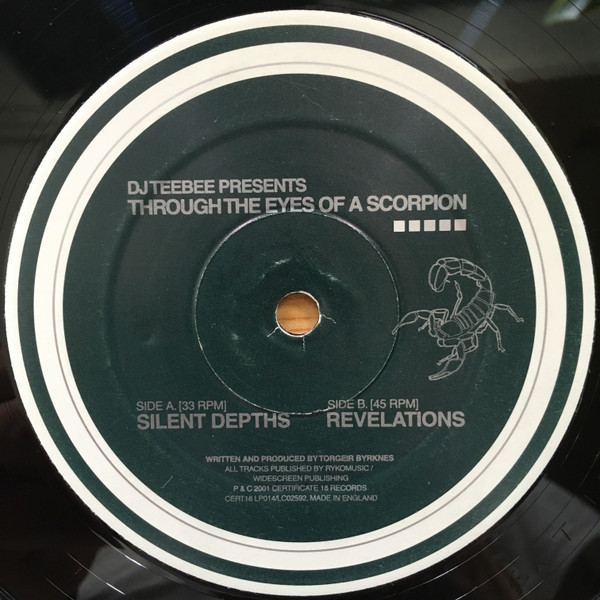 DJ TEEBEE PRESENTS
THROUGH THE EYES OF A SCORPION
SIDE A. [33 RPM]
SILENT DEPTHS
SIDE B. [45 RPM]
REVELATIONS
WRITTEN AND PRODUCED BY TORGEIR BYRKNES
ALL TRACKS PUBLISHED BY RYKOMUSIC /
WIDESCREEN PUBLISHING
P & C 2001 CERTIFICATE 18 RECORDS
CERT18 LP014/LC02592. MADE IN ENGLAND